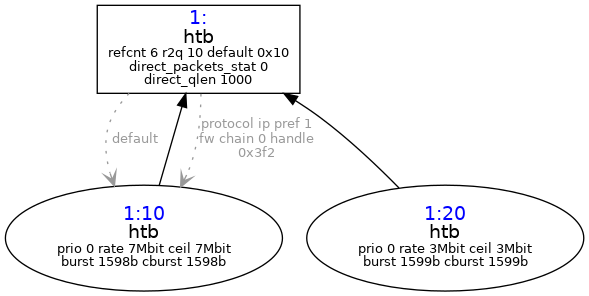 1:
htb
refcnt 6 r2q 10 default 0x10
direct_packets_stat 0
direct_qlen 1000
default
protocol ip pref 1
fw chain 0 handle
0x3f2
1:10
htb
prio 0 rate 7Mbit ceil 7Mbit
burst 1598b cburst 1598b
1:20
htb
prio 0 rate 3Mbit ceil 3Mbit
burst 1599b cburst 1599b